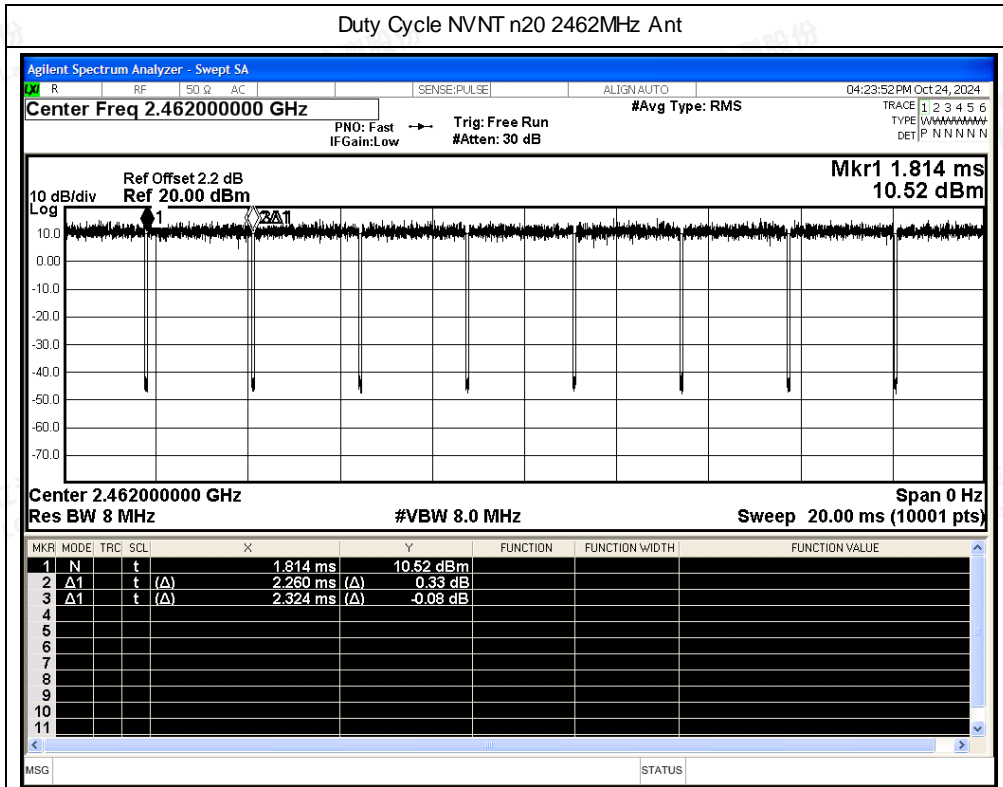 Duty Cycle NVNT n20 2462MHz Ant
Agilent Spectrum Analyzer - Swept SA
LXI R RF 50 Ω AC SENSE:PULSE ALIGN AUTO 04:23:52 PM Oct 24, 2024
Center Freq 2.462000000 GHz #Avg Type: RMS TRACE 1 2 3 4 5 6
PNO: Fast Trig: Free Run TYPE WWWWWW
IFGain:Low #Atten: 30 dB DET P N N N N N
Mkr1 1.814 ms
Ref Offset 2.2 dB
10 dB/div Ref 20.00 dBm 10.52 dBm
Log
1 3Δ1
10.0
0.00
-10.0
-20.0
-30.0
-40.0
-50.0
-60.0
-70.0
Center 2.462000000 GHz Span 0 Hz
Res BW 8 MHz #VBW 8.0 MHz Sweep 20.00 ms (10001 pts)
MKR MODE TRC SCL X Y FUNCTION FUNCTION WIDTH FUNCTION VALUE
1 N t 1.814 ms 10.52 dBm
2 Δ1 t (Δ) 2.260 ms (Δ) 0.33 dB
3 Δ1 t (Δ) 2.324 ms (Δ) -0.08 dB
4
5
6
7
8
9
10
11
MSG STATUS